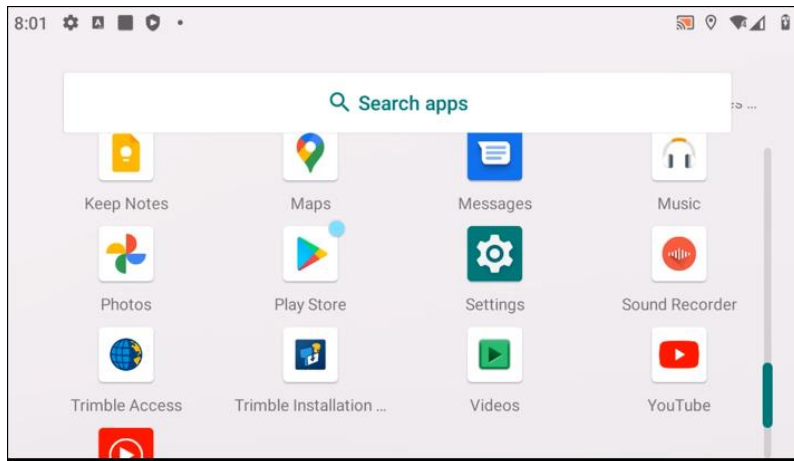 8:01
Search apps
Keep Notes Maps Messages Music
Photos Play Store Settings Sound Recorder
Trimble Access Trimble Installation ... Videos YouTube